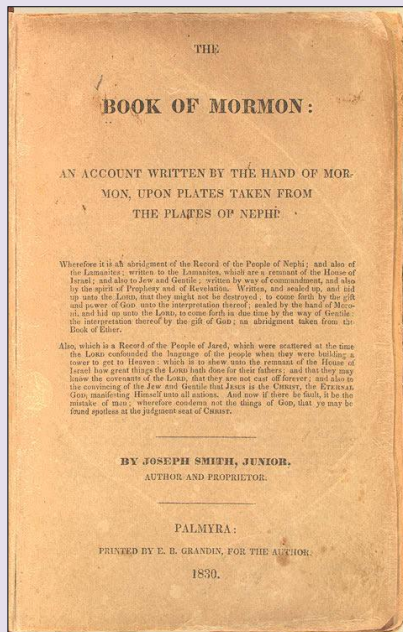 THE
BOOK OF MORMON:
AN ACCOUNT WRITTEN BY THE HAND OF MOR-
MON, UPON PLATES TAKEN FROM
THE PLATES OF NEPHI.
Wherefore it is an abridgment of the Record of the People of Nephi; and also of
the Lamanites; written to the Lamanites, which are a remnant of the House of
Israel; and also to Jew and Gentile; written by way of commandment, and also
by the spirit of Prophesy and of Revelation. Written, and sealed up, and hid
up unto the LORD, that they might not be destroyed; to come forth by the gift
and power of GOD unto the interpretation thereof; sealed by the hand of Moro-
ni, and hid up unto the LORD, to come forth in due time by the way of Gentile;
the interpretation thereof by the gift of GOD; an abridgment taken from the
Book of Ether.
Also, which is a Record of the People of Jared, which were scattered at the time
the LORD confounded the language of the people when they were building a
tower to get to Heaven: which is to shew unto the remnant of the House of
Israel how great things the LORD hath done for their fathers; and that they may
know the covenants of the LORD, that they are not cast off forever; and also to
the convincing of the Jew and Gentile that JESUS is the CHRIST, the ETERNAL
GOD, manifesting Himself unto all nations. And now if there be fault, it be the
mistake of men; wherefore condemn not the things of GOD, that ye may be
found spotless at the judgment seat of CHRIST.
BY JOSEPH SMITH, JUNIOR,
AUTHOR AND PROPRIETOR.
PALMYRA:
PRINTED BY E. B. GRANDIN, FOR THE AUTHOR.
1830.